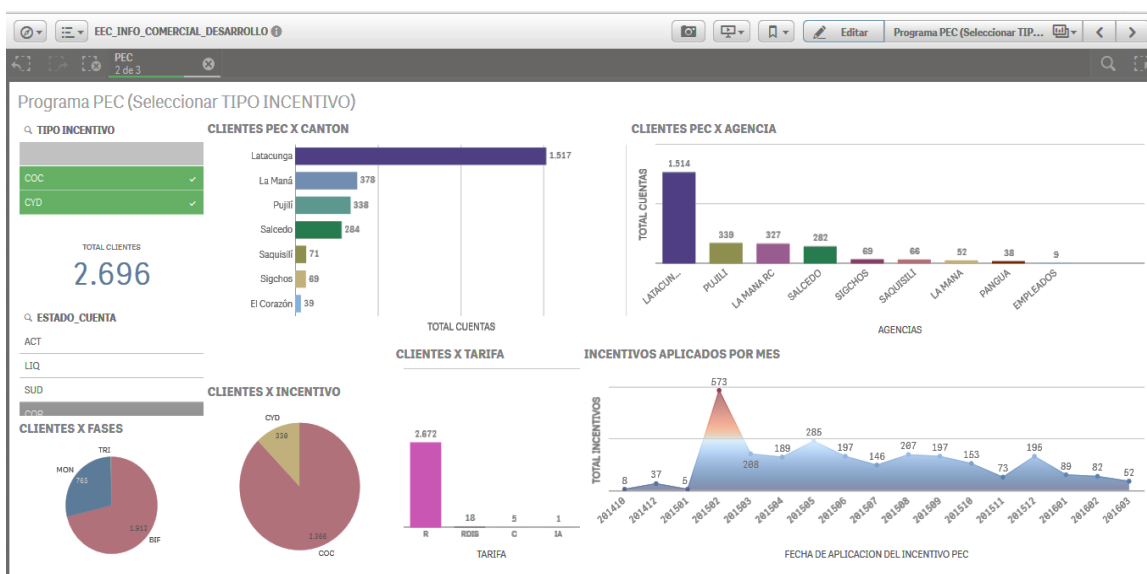 EEC_INFO_COMERCIAL_DESARROLLO
Editar
Programa PEC (Seleccionar TIP...
PEC
2 de 3
Programa PEC (Seleccionar TIPO INCENTIVO)
TIPO INCENTIVO
COC
CYD
TOTAL CLIENTES
2.696
ESTADO_CUENTA
ACT
LIQ
SUD
COR
CLIENTES X FASES
TRI
MON
765
BIF
CLIENTES PEC X CANTON
Latacunga
1.517
La Maná
378
Pujilí
338
Salcedo
284
Saquisilí
71
Sigchos
69
El Corazón
39
TOTAL CUENTAS
CLIENTES PEC X AGENCIA
TOTAL CUENTAS
1.514
339
327
282
69
66
52
38
9
LATACUN...
PUJILI
LA MANA RC
SALCEDO
SIGCHOS
SAQUISILI
LA MANA
PANGUA
EMPLEADOS
AGENCIAS
CLIENTES X INCENTIVO
CYD
330
COC
CLIENTES X TARIFA
2.672
18
5
1
R
RDIS
C
IA
TARIFA
INCENTIVOS APLICADOS POR MES
TOTAL INCENTIVOS
8
37
5
573
208
189
285
197
146
207
197
153
73
196
89
82
52
201410
201412
201501
201502
201503
201504
201505
201506
201507
201508
201509
201510
201511
201512
201601
201602
201603
FECHA DE APLICACION DEL INCENTIVO PEC